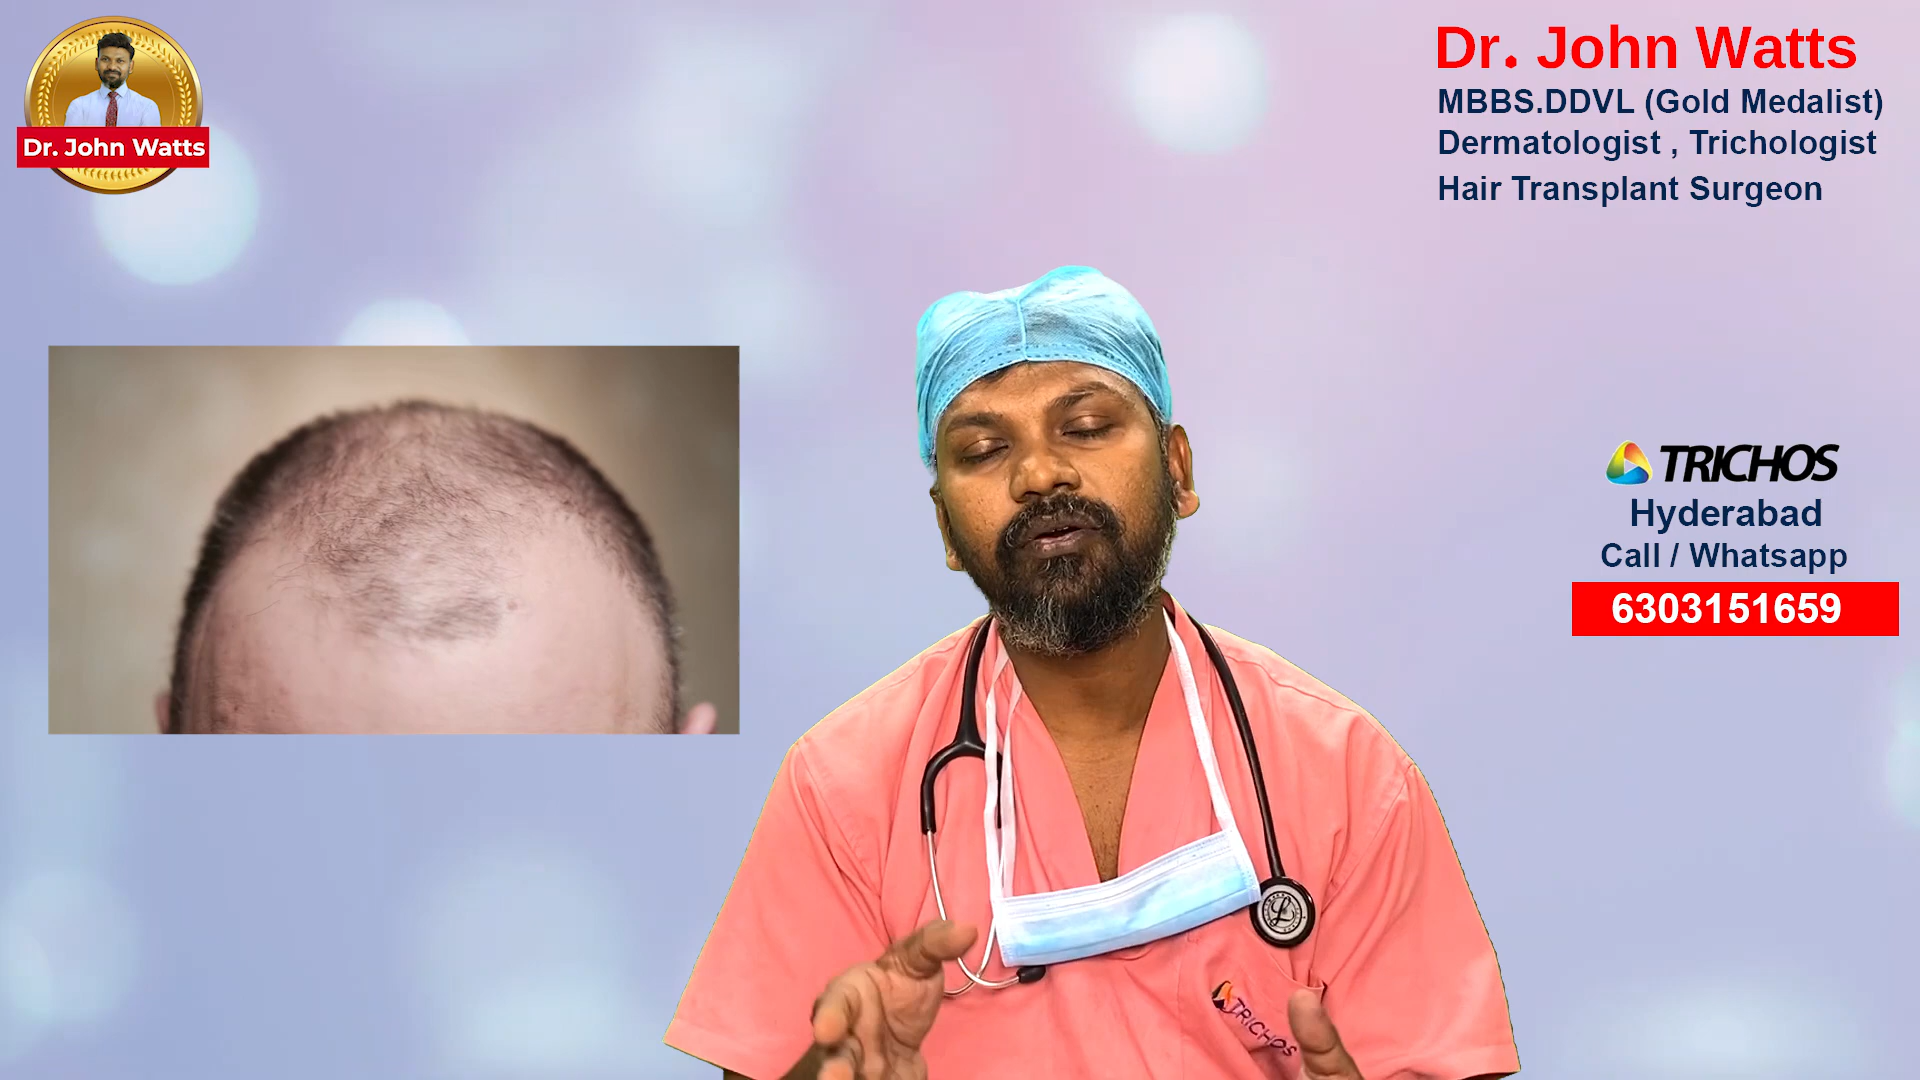 Dr. John Watts
Dr. John Watts
MBBS.DDVL (Gold Medalist)
Dermatologist , Trichologist
Hair Transplant Surgeon
TRICHOS
Hyderabad
Call / Whatsapp
6303151659
TRICHOS